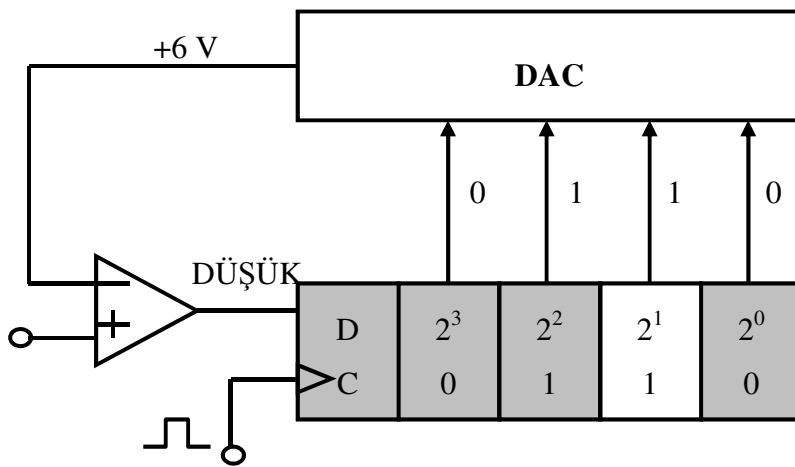 +6 V
DAC
0 1 1 0
DÜŞÜK
D 2³ 2² 2¹ 2⁰
C 0 1 1 0